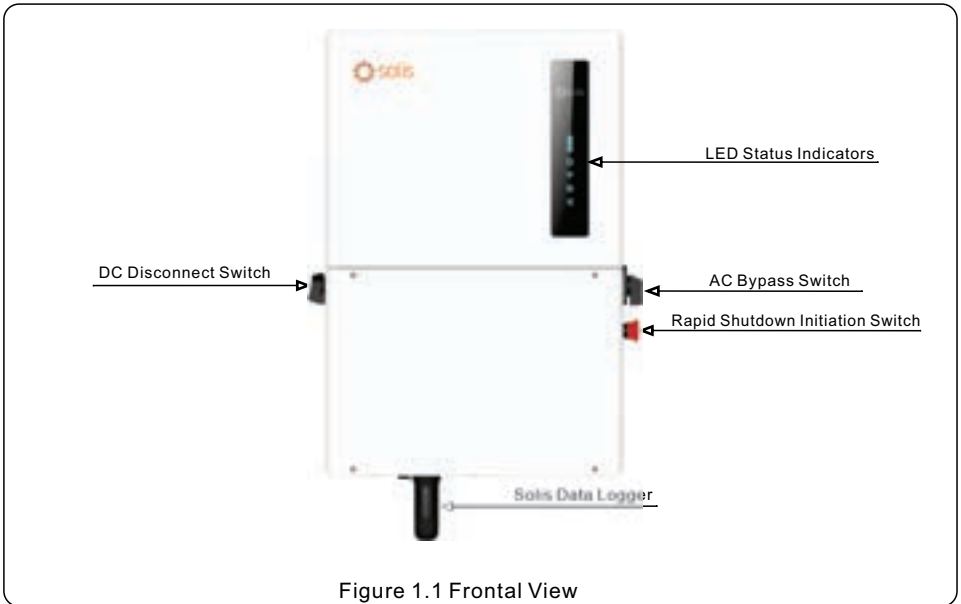 solis
LED Status Indicators
DC Disconnect Switch
AC Bypass Switch
Rapid Shutdown Initiation Switch
Solis Data Logger
Figure 1.1 Frontal View